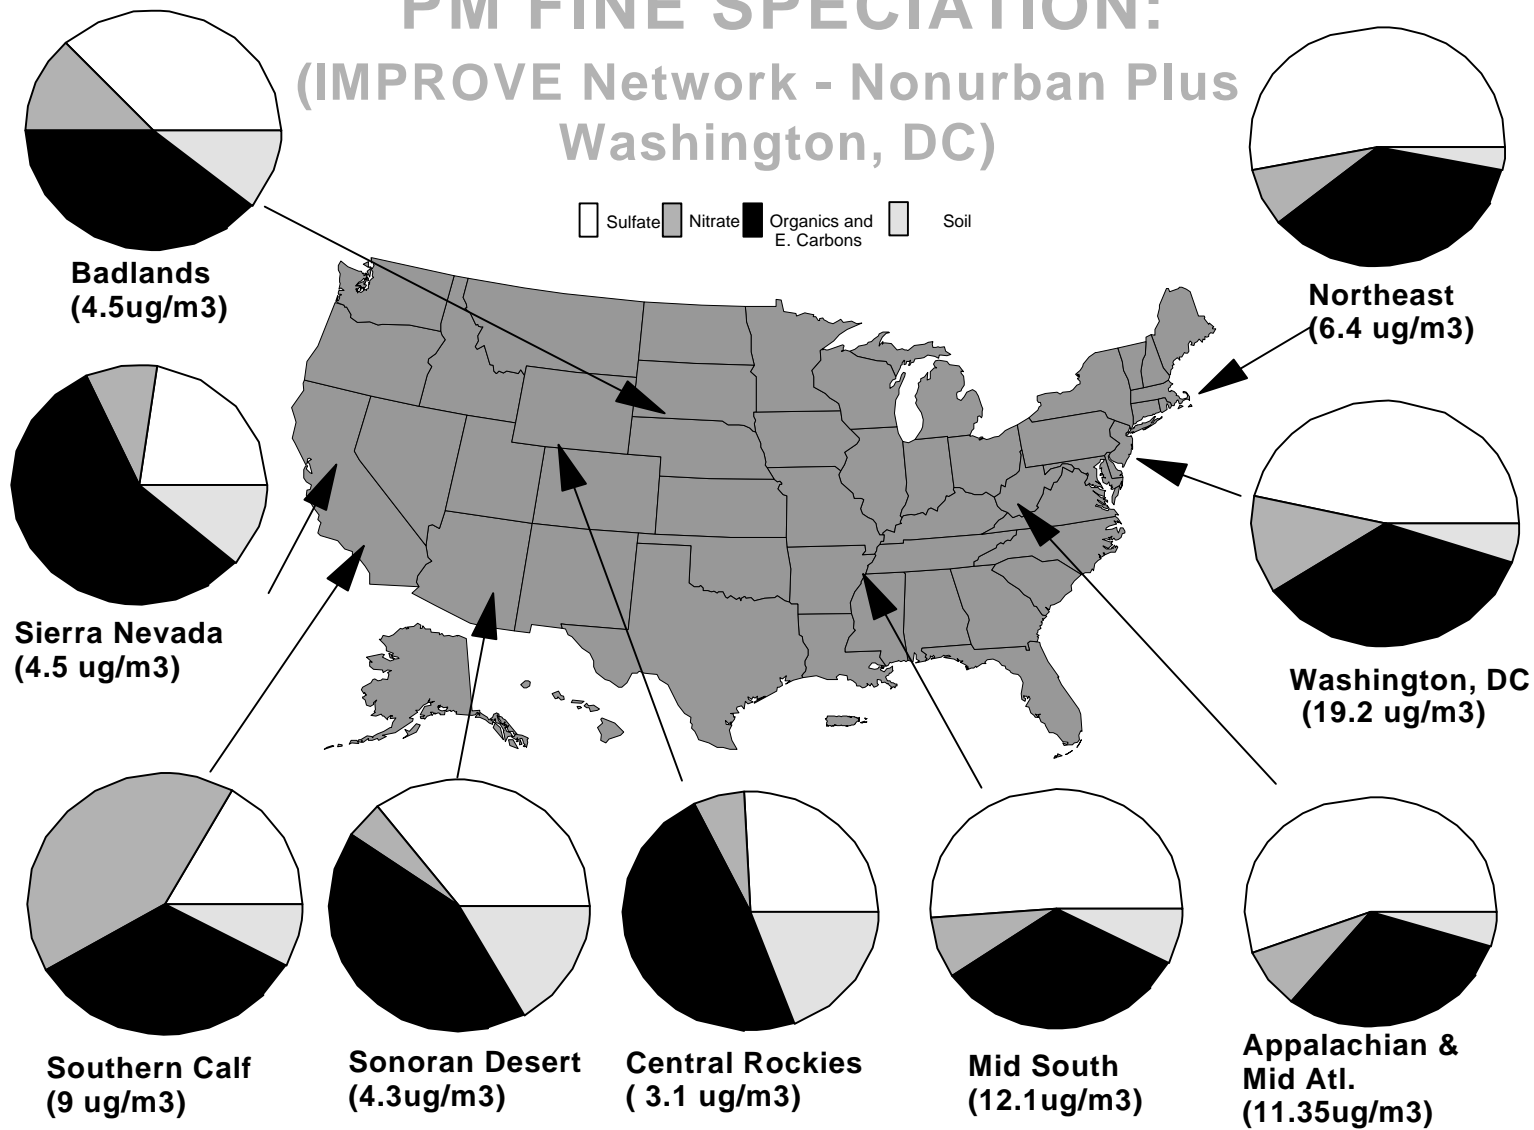 PM FINE SPECIATION:
(IMPROVE Network - Nonurban Plus
Washington, DC)
Sulfate Nitrate Organics and Soil
E. Carbons
Badlands
(4.5ug/m3)
Northeast
(6.4 ug/m3)
Sierra Nevada
(4.5 ug/m3)
Washington, DC
(19.2 ug/m3)
Southern Calf
(9 ug/m3)
Sonoran Desert
(4.3ug/m3)
Central Rockies
( 3.1 ug/m3)
Mid South
(12.1ug/m3)
Appalachian &
Mid Atl.
(11.35ug/m3)